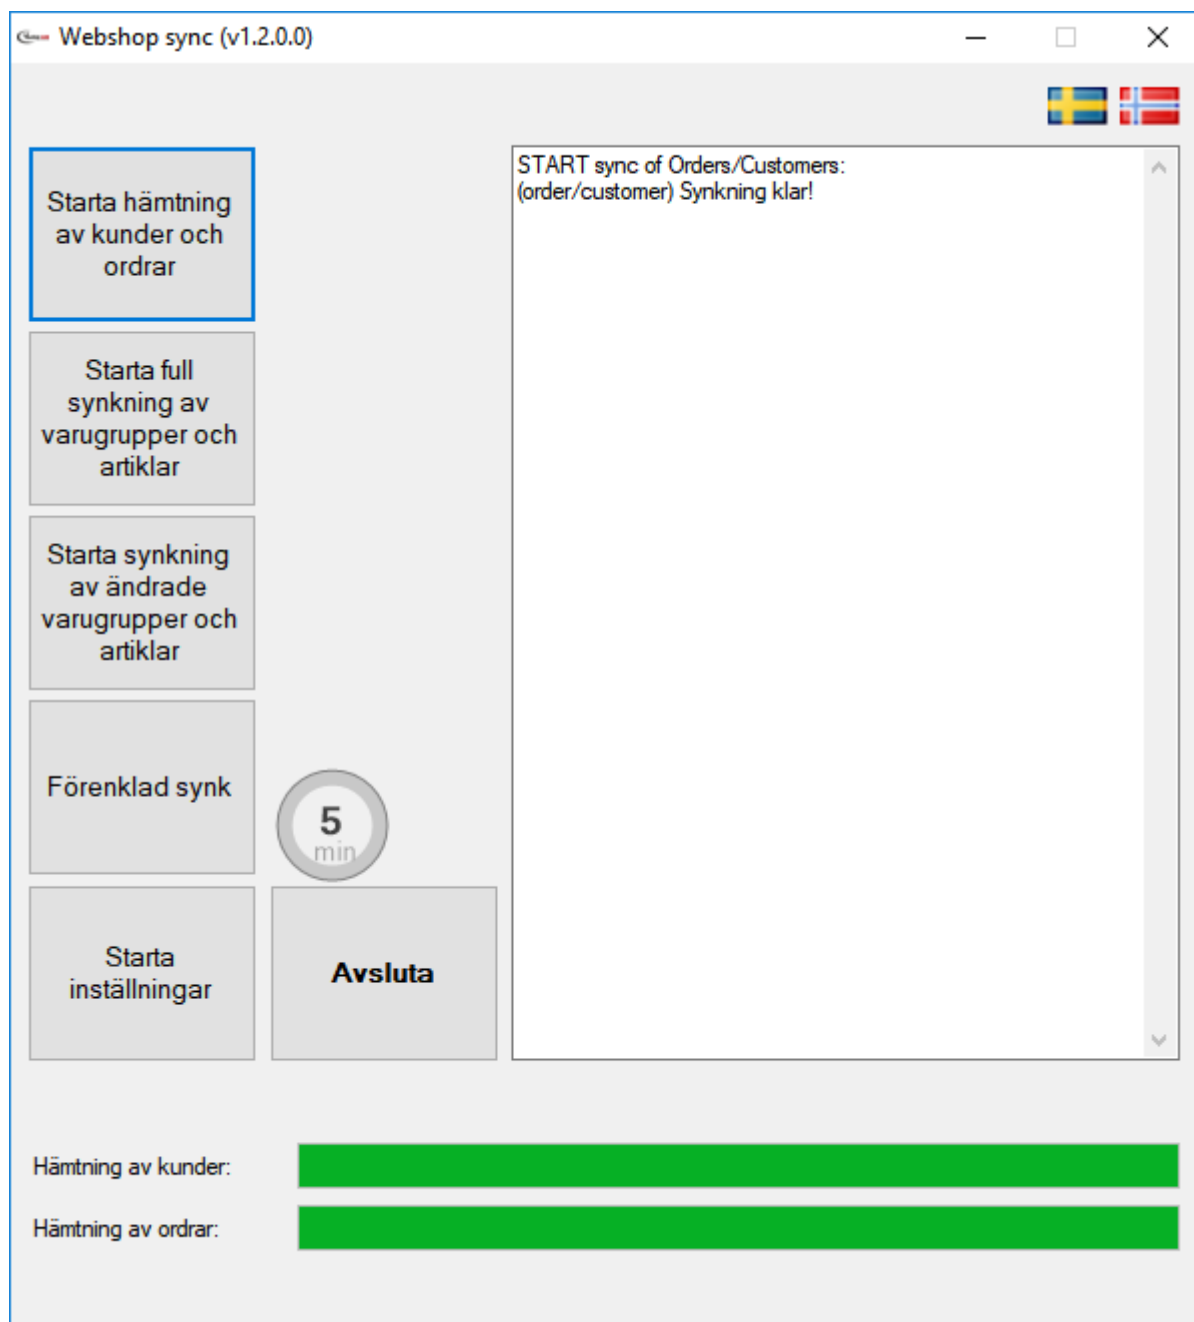 Webshop sync (v1.2.0.0)
Starta hämtning
av kunder och
ordrar
Starta full
synkning av
varugrupper och
artiklar
Starta synkning
av ändrade
varugrupper och
artiklar
Förenklad synk
5
min
Starta
inställningar
Avsluta
START sync of Orders/Customers:
(order/customer) Synkning klar!
Hämtning av kunder:
Hämtning av ordrar: